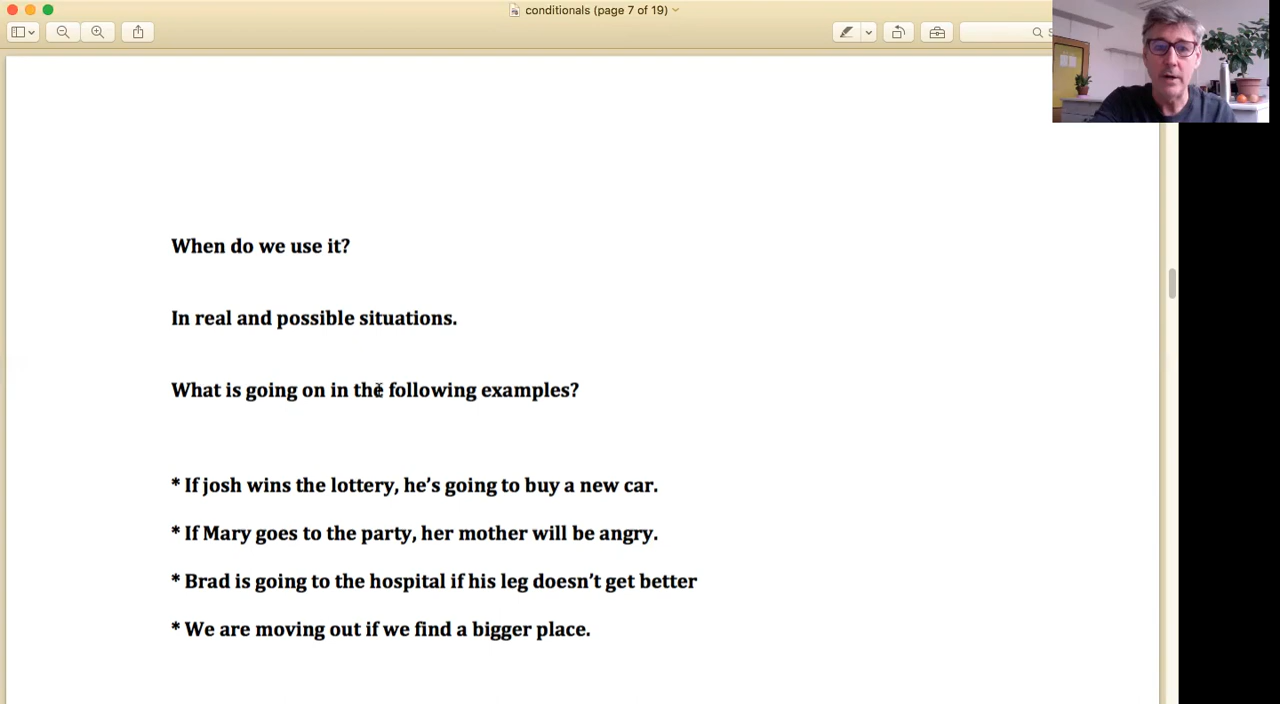 conditionals (page 7 of 19)
S
When do we use it?
In real and possible situations.
What is going on in the following examples?
* If josh wins the lottery, he’s going to buy a new car.
* If Mary goes to the party, her mother will be angry.
* Brad is going to the hospital if his leg doesn’t get better
* We are moving out if we find a bigger place.